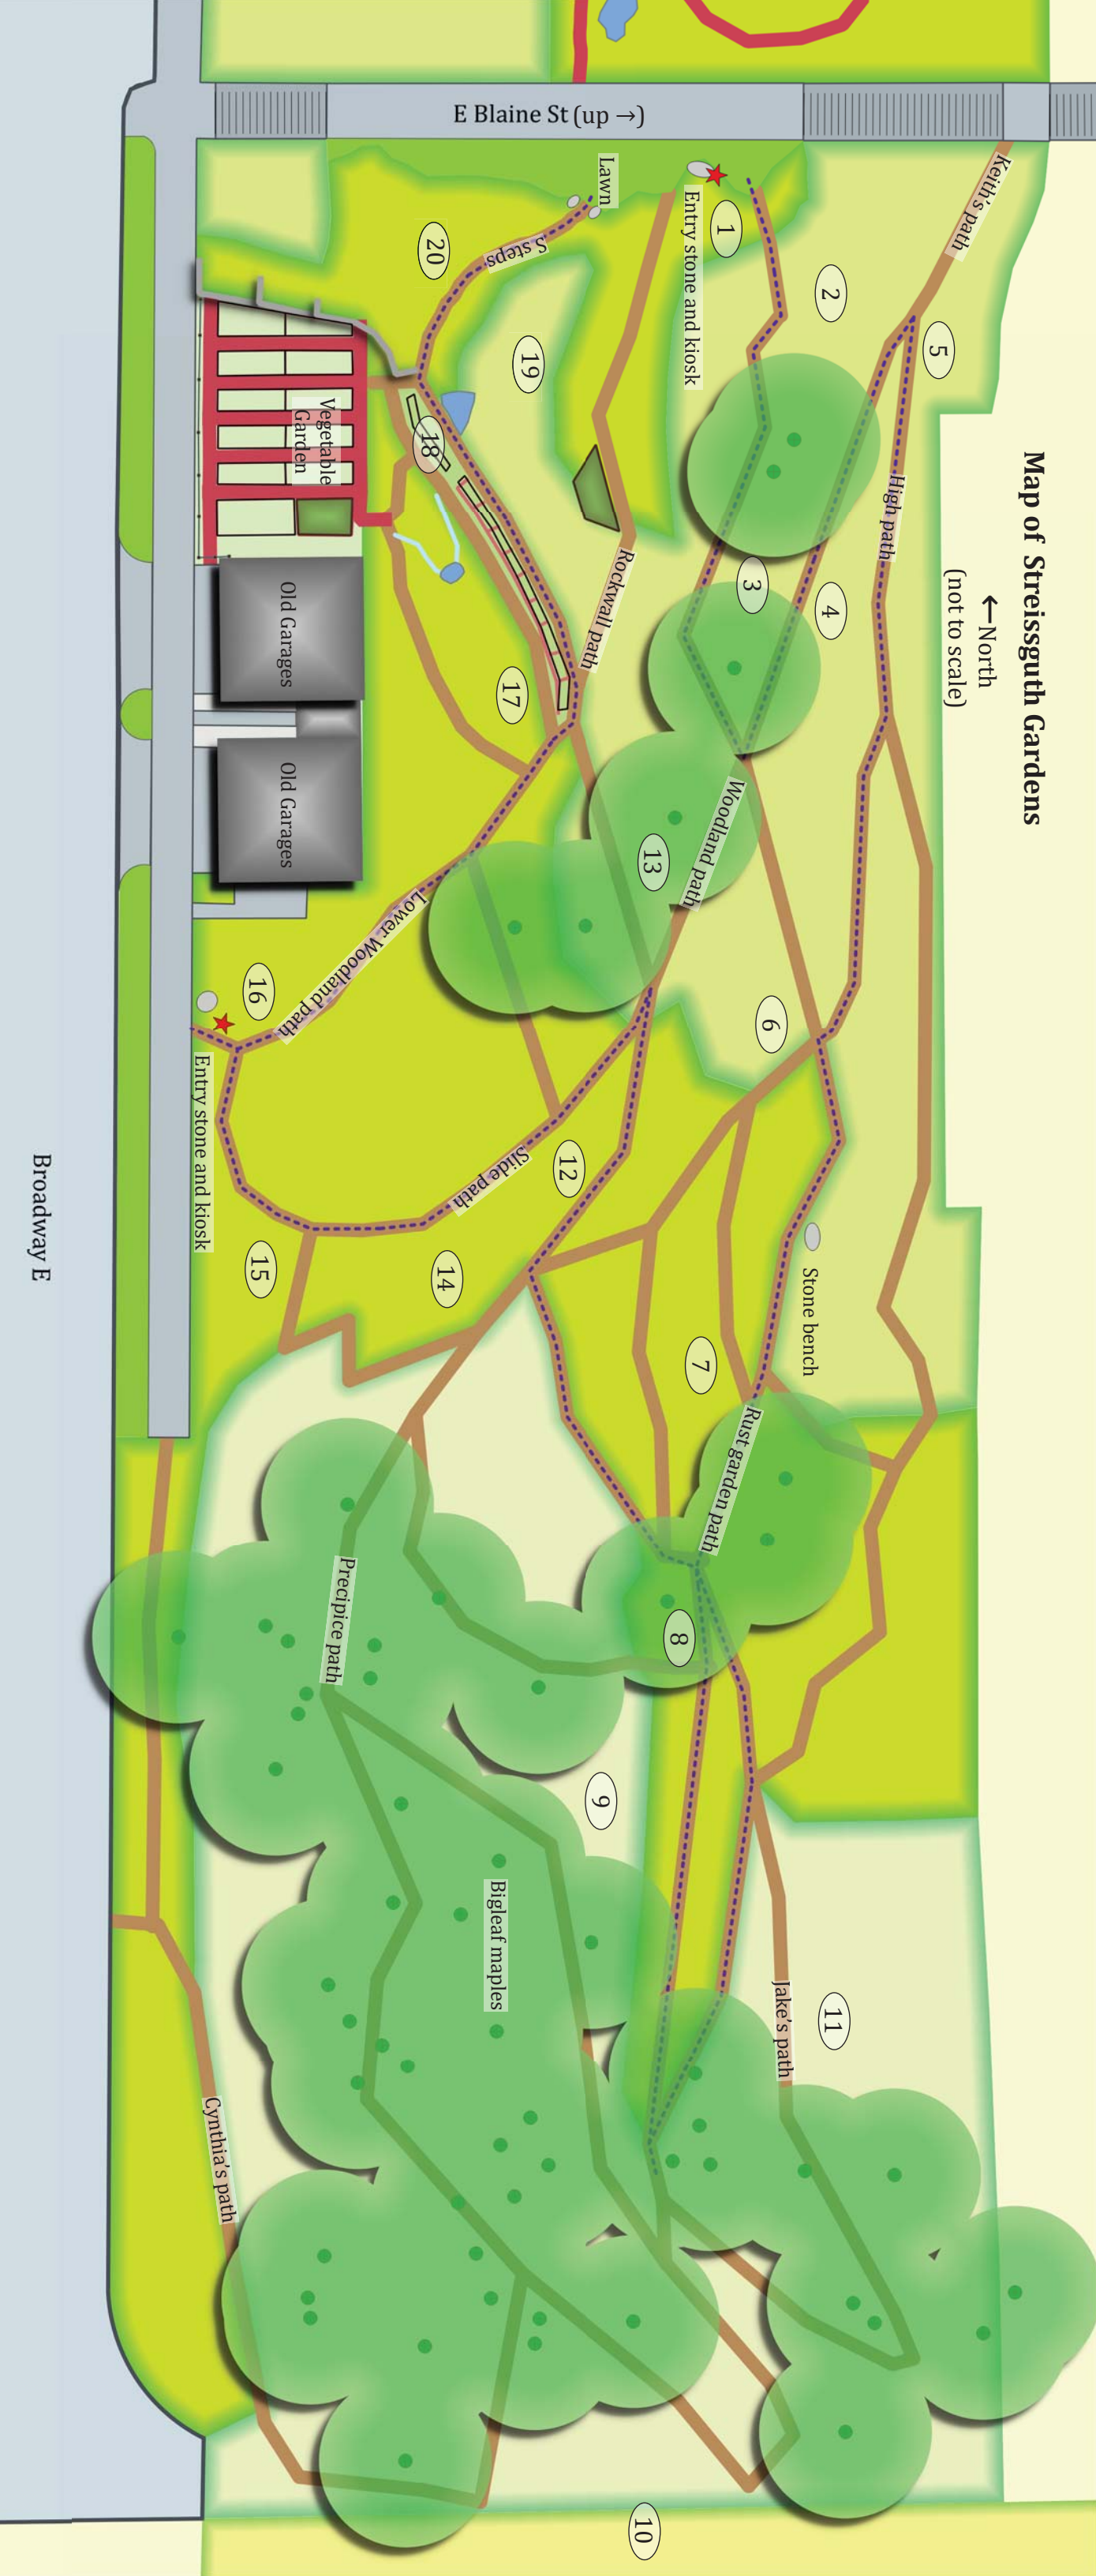 Map of Streissguth Gardens
←North
(not to scale)
E Blaine St (up →)
Keith's path
Lawn
Entry stone and kiosk
1
2
5
20
S steps
19
High path
Vegetable
Garden
18
3
4
Rockwall path
Old Garages
17
Old Garages
Woodland path
13
Lower Woodland path
16
6
Entry stone and kiosk
Broadway E
Slide path
12
15
14
Stone bench
7
Rust garden path
Precipice path
8
9
Bigleaf maples
11
Jake's path
Cynthia's path
10